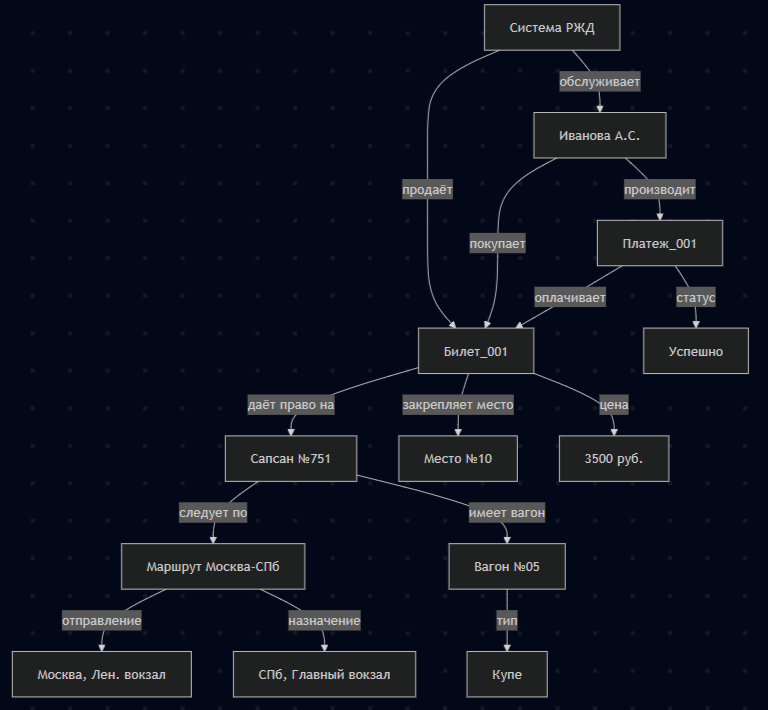 Система РЖД
обслуживает
Иванова А.С.
продаёт
производит
покупает
Платеж_001
оплачивает
статус
Билет_001
Успешно
даёт право на
закрепляет место
цена
Сапсан №751
Место №10
3500 руб.
следует по
имеет вагон
Маршрут Москва-СПб
Вагон №05
отправление
назначение
тип
Москва, Лен. вокзал
СПб, Главный вокзал
Купе